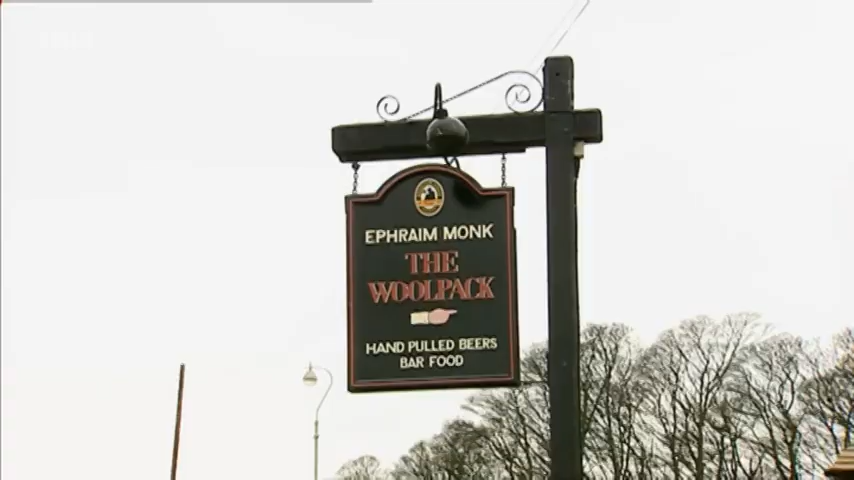 EPHRAIM MONK
THE
WOOLPACK
HAND PULLED BEERS
BAR FOOD